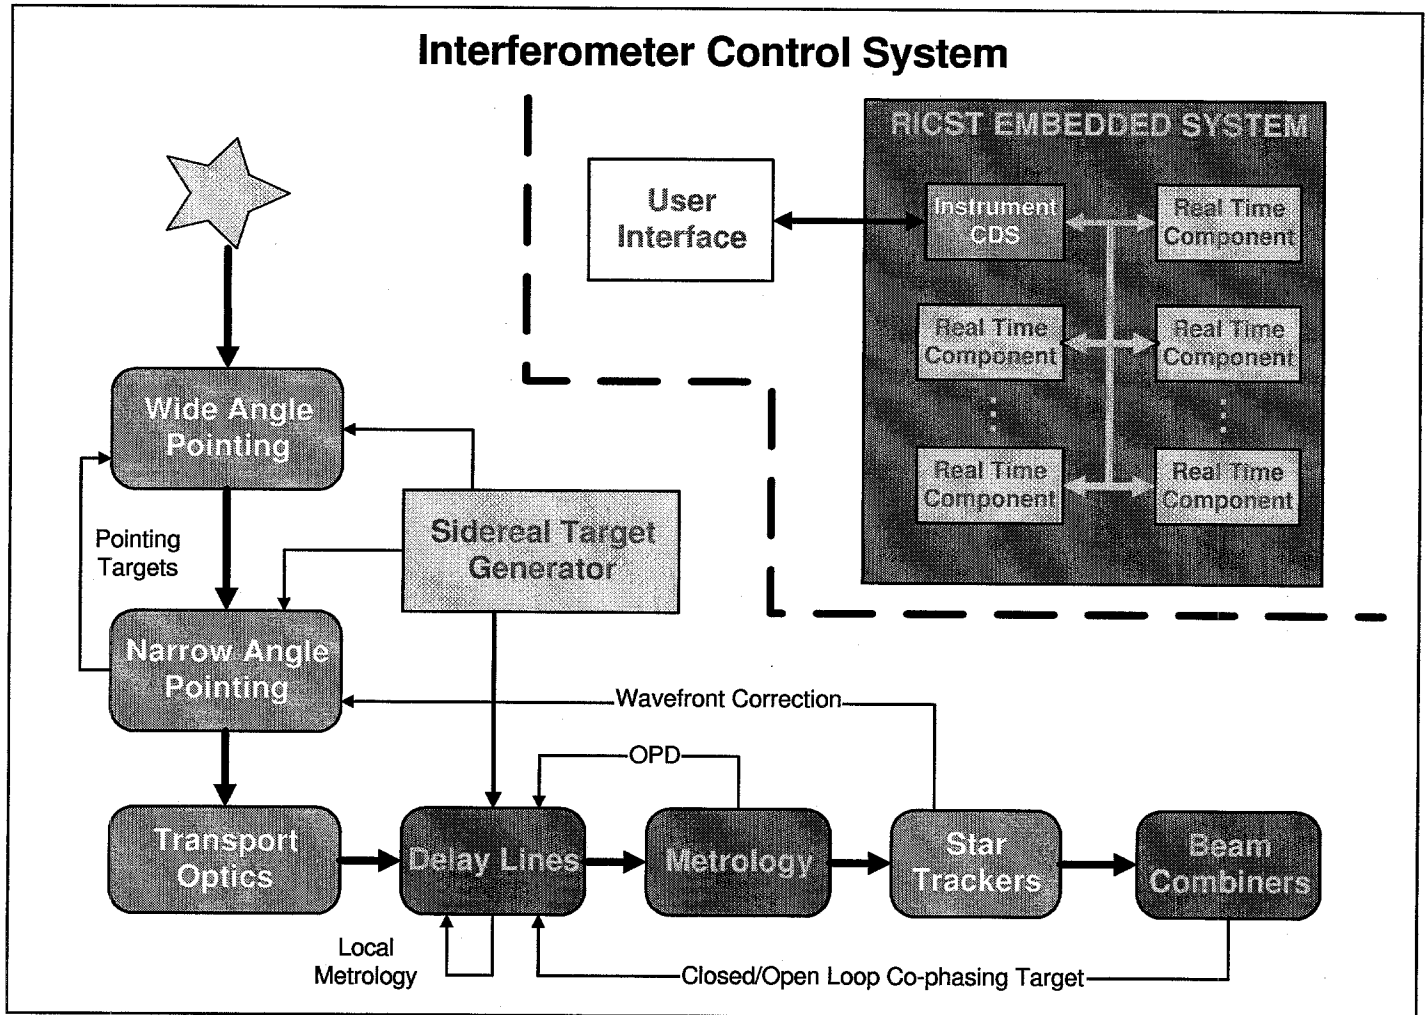 Interferometer Control System
RICST EMBEDDED SYSTEM
User
Interface
Instrument
CDS
Real Time
Component
Real Time
Component
Real Time
Component
Real Time
Component
Real Time
Component
Wide Angle
Pointing
Pointing
Targets
Sidereal Target
Generator
Narrow Angle
Pointing
Wavefront Correction
OPD
Transport
Optics
Delay Lines
Metrology
Star
Trackers
Beam
Combiners
Local
Metrology
Closed/Open Loop Co-phasing Target